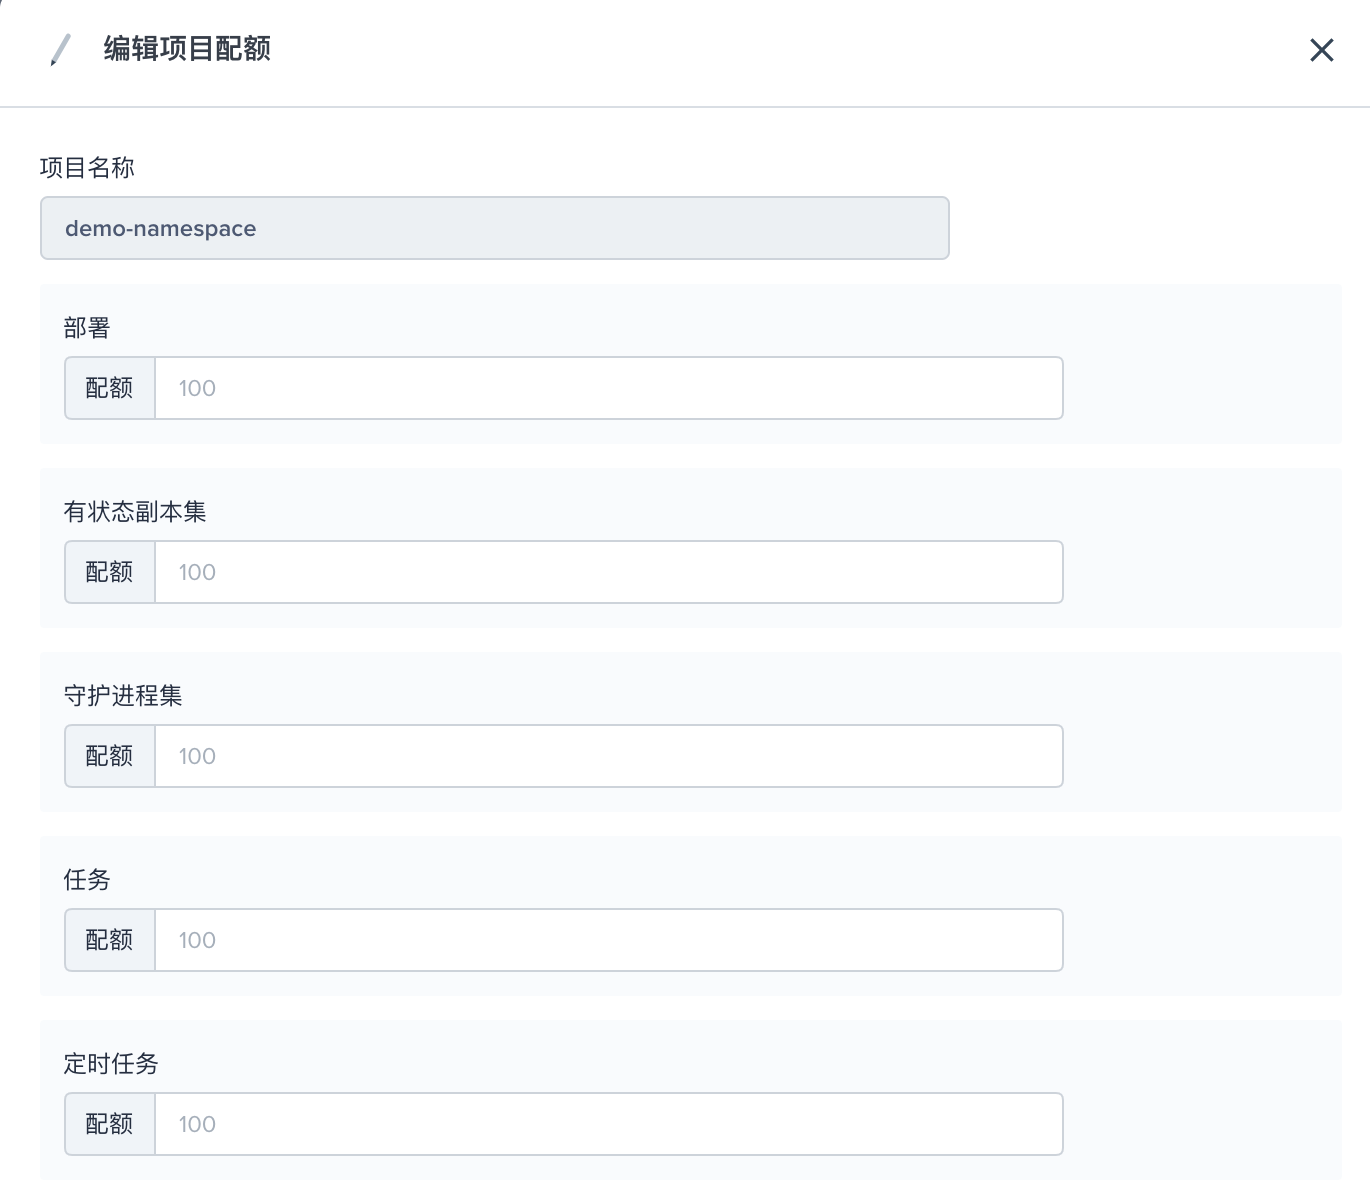 编辑项目配额
项目名称
demo-namespace
部署
配额 100
有状态副本集
配额 100
守护进程集
配额 100
任务
配额 100
定时任务
配额 100